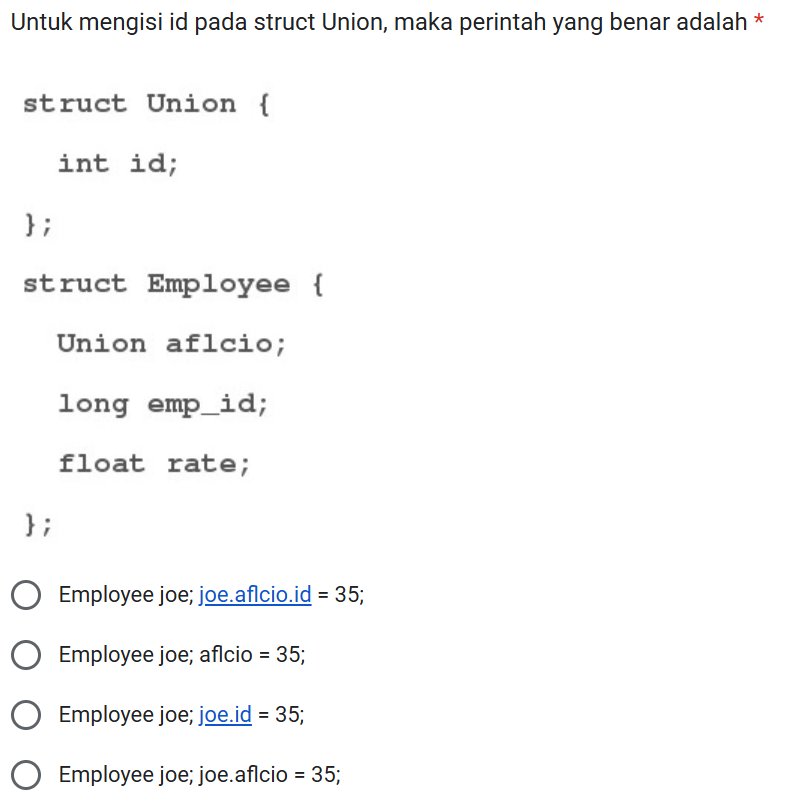 Untuk mengisi id pada struct Union, maka perintah yang benar adalah *
struct Union {
int id;
};
struct Employee {
Union aflcio;
long emp_id;
float rate;
};
Employee joe; joe.aflcio.id = 35;
Employee joe; aflcio = 35;
Employee joe; joe.id = 35;
Employee joe; joe.aflcio = 35;